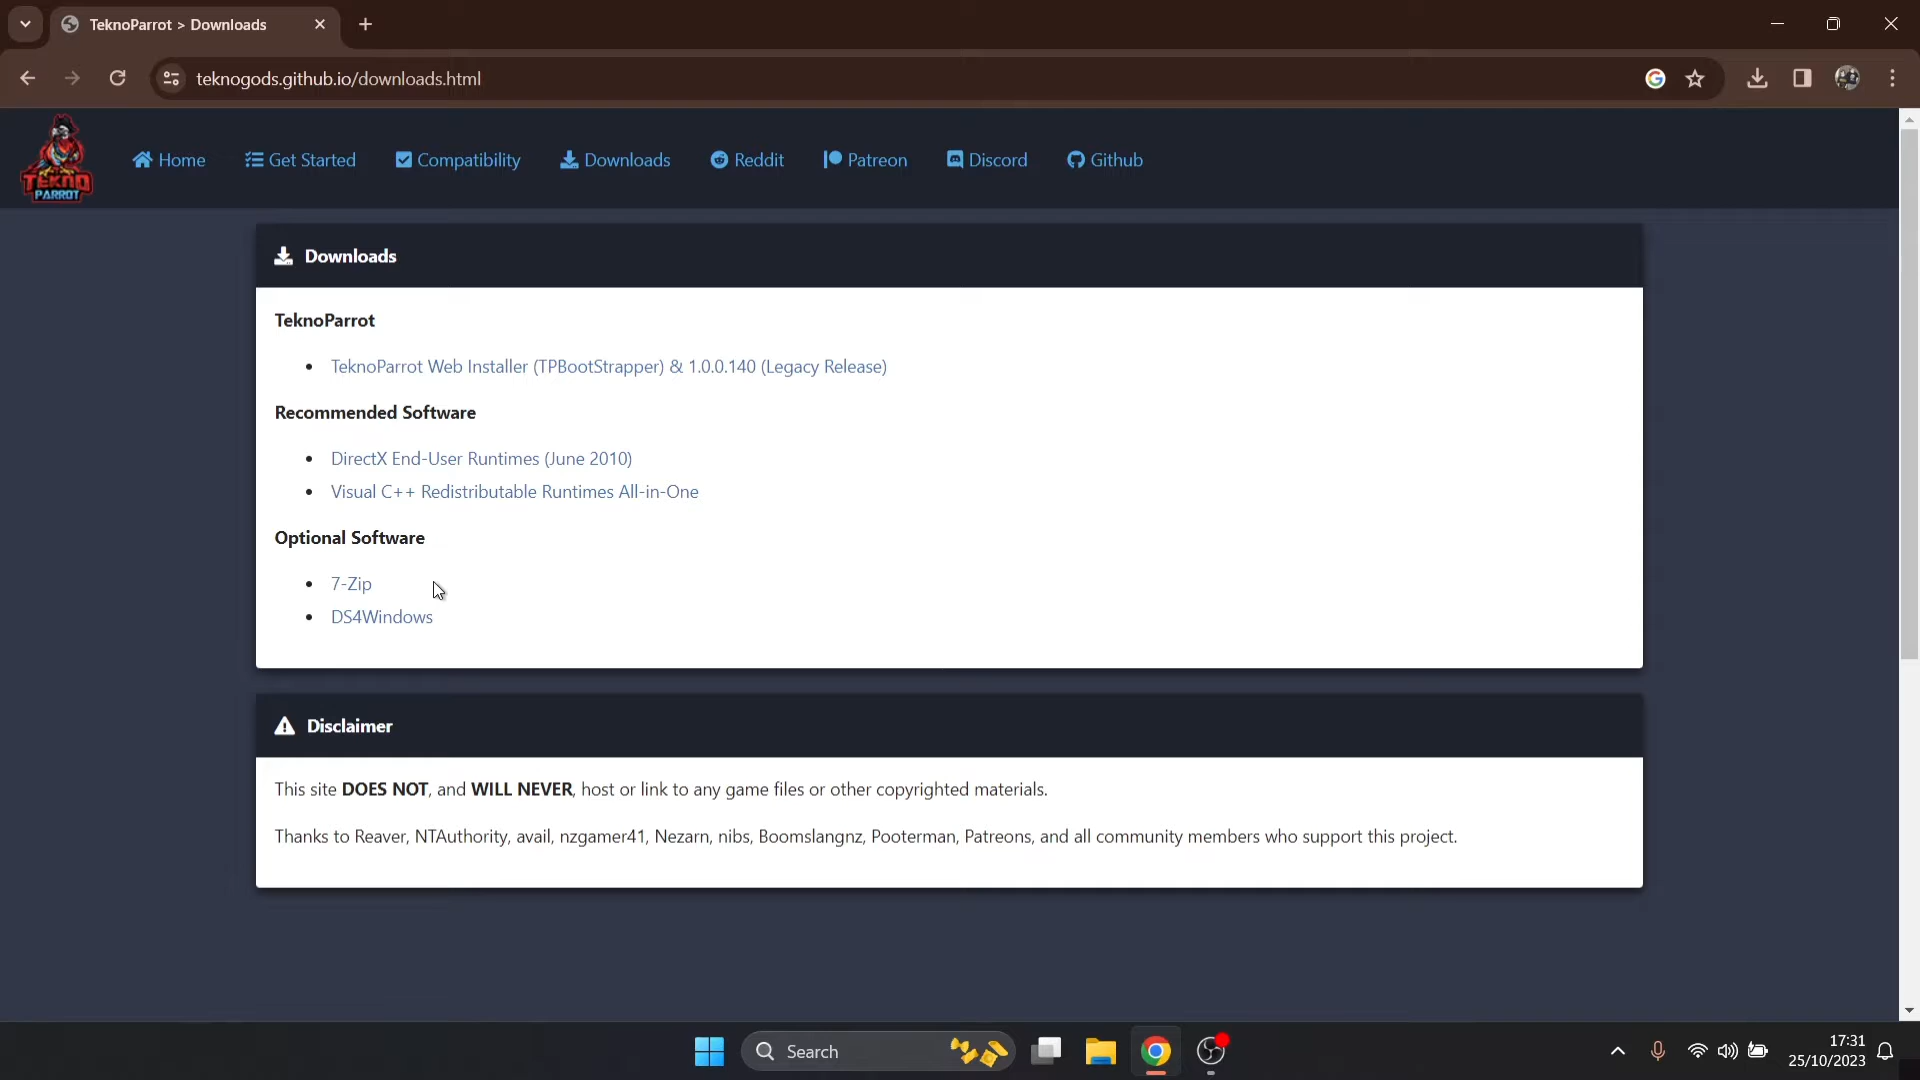 TeknoParrot > Downloads
teknogods.github.io/downloads.html
TEKNO
PARROT
Home
Get Started
Compatibility
Downloads
Reddit
Patreon
Discord
Github
Downloads
TeknoParrot
TeknoParrot Web Installer (TPBootStrapper) & 1.0.0.140 (Legacy Release)
Recommended Software
DirectX End-User Runtimes (June 2010)
Visual C++ Redistributable Runtimes All-in-One
Optional Software
7-Zip
DS4Windows
Disclaimer
This site DOES NOT, and WILL NEVER, host or link to any game files or other copyrighted materials.
Thanks to Reaver, NTAuthority, avail, nzgamer41, Nezarn, nibs, Boomslangnz, Pooterman, Patreons, and all community members who support this project.
Search
17:31
25/10/2023